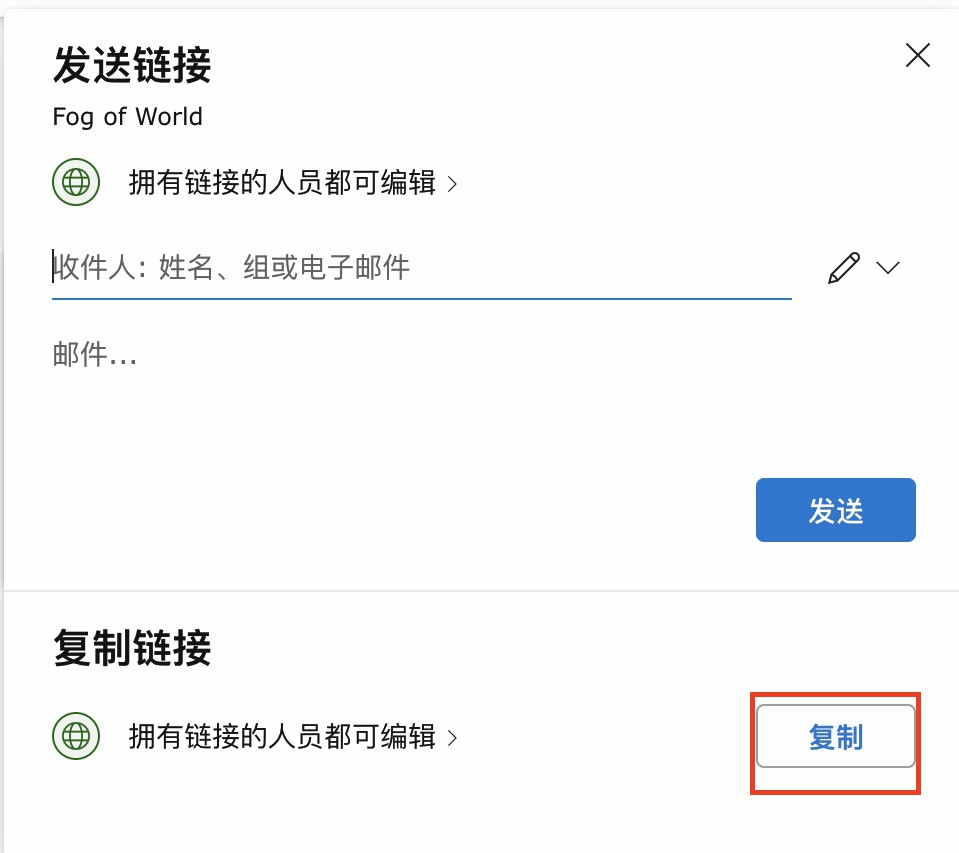 发送链接
Fog of World
拥有链接的人员都可编辑
收件人: 姓名、组或电子邮件
邮件...
发送
复制链接
拥有链接的人员都可编辑
复制